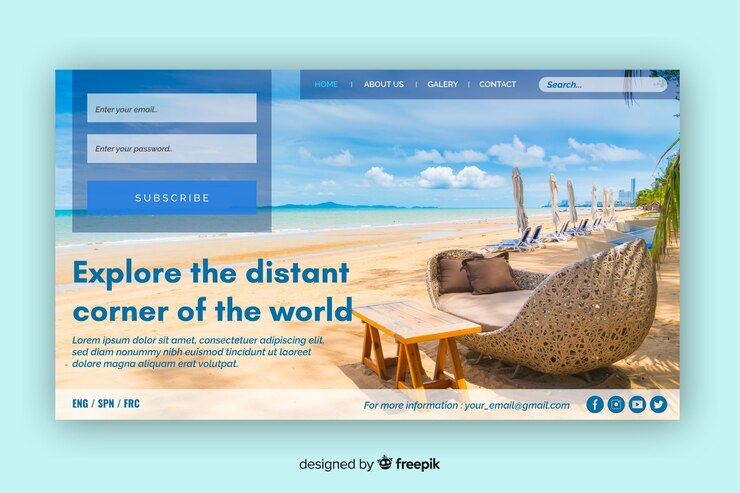 HOME | ABOUT US | GALERY | CONTACT
Search...
Enter your email..
Enter your password..
SUBSCRIBE
Explore the distant
corner of the world
Lorem ipsum dolor sit amet, consectetuer adipiscing elit,
sed diam nonummy nibh euismod tincidunt ut laoreet
dolore magna aliquam erat volutpat.
ENG / SPN / FRC
For more information : your_email@gmail.com
designed by freepik